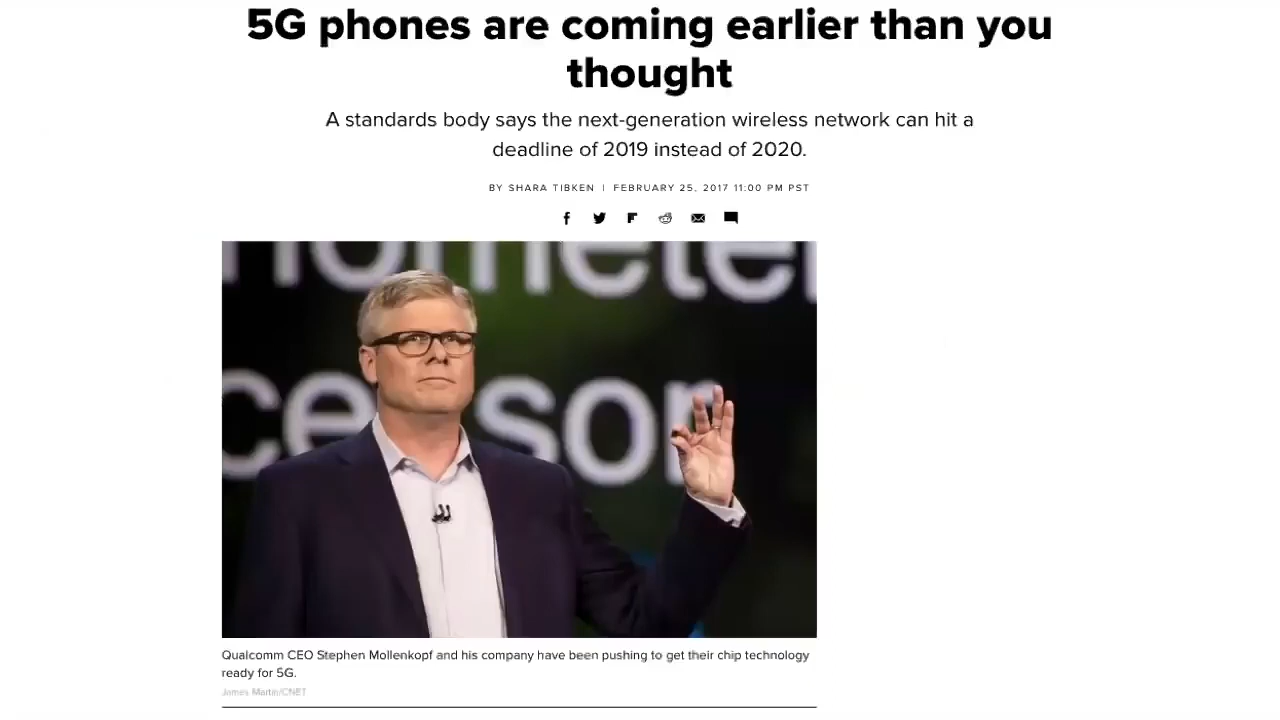 5G phones are coming earlier than you
thought
A standards body says the next-generation wireless network can hit a
deadline of 2019 instead of 2020.
BY SHARA TIBKEN | FEBRUARY 25, 2017 11:00 PM PST
Qualcomm CEO Stephen Mollenkopf and his company have been pushing to get their chip technology
ready for 5G.
James Martin/CNET